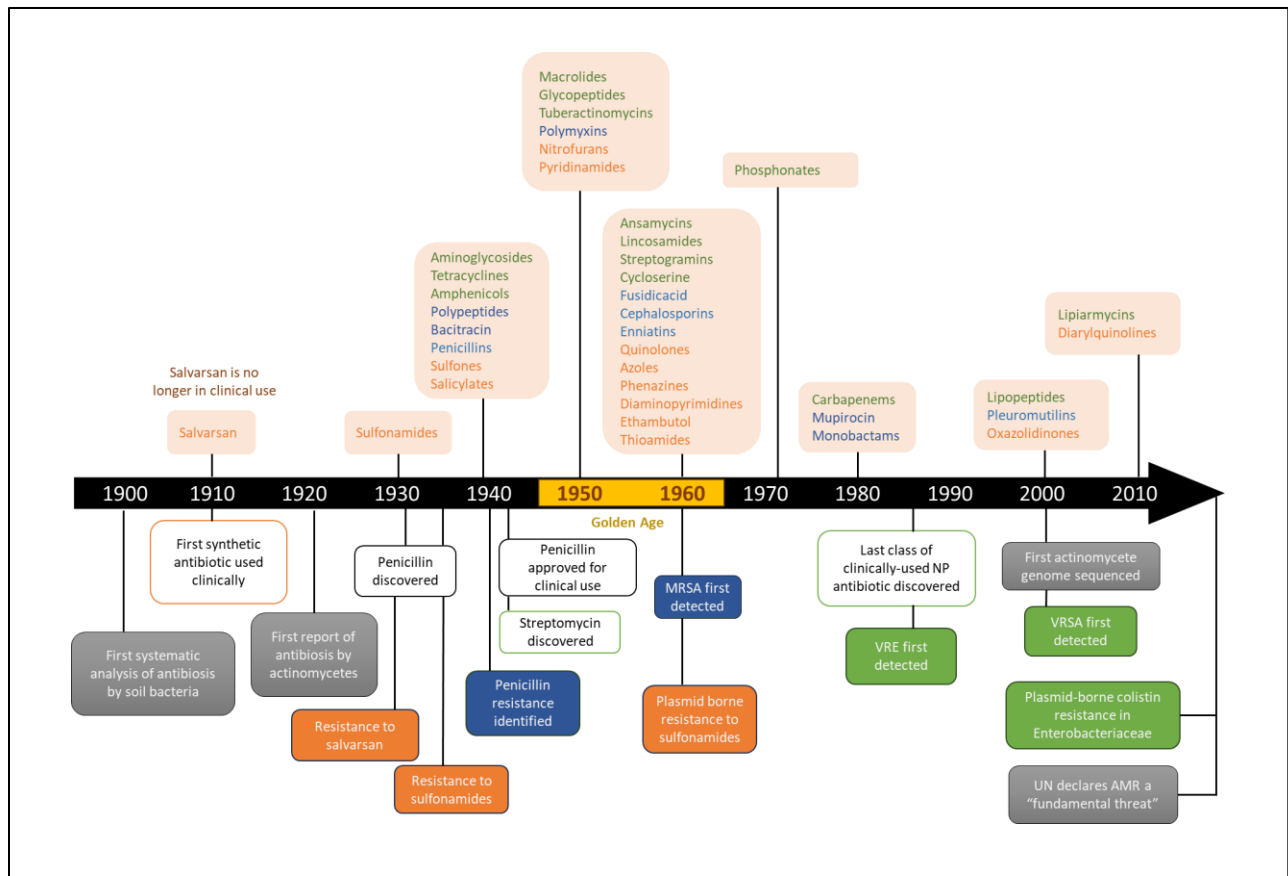 Macrolides
Glycopeptides
Tuberactinomycins
Polymyxins
Nitrofurans
Pyridinamides
Phosphonates
Ansamycins
Lincosamides
Streptogramins
Cycloserine
Fusidicacid
Cephalosporins
Enniatins
Quinolones
Azoles
Phenazines
Diaminopyrimidines
Ethambutol
Thioamides
Aminoglycosides
Tetracyclines
Amphenicols
Polypeptides
Bacitracin
Penicillins
Sulfones
Salicylates
Lipiarmycins
Diarylquinolines
Salvarsan is no
longer in clinical use
Salvarsan
Sulfonamides
Carbapenems
Mupirocin
Monobactams
Lipopeptides
Pleuromutilins
Oxazolidinones
1900 1910 1920 1930 1940 1950 1960 1970 1980 1990 2000 2010
Golden Age
First synthetic
antibiotic used
clinically
Penicillin
discovered
Penicillin
approved for
clinical use
MRSA first
detected
Last class of
clinically-used NP
antibiotic discovered
First actinomycete
genome sequenced
First systematic
analysis of antibiosis
by soil bacteria
First report of
antibiosis by
actinomycetes
Streptomycin
discovered
VRE first
detected
VRSA first
detected
Resistance to
salvarsan
Penicillin
resistance
identified
Plasmid borne
resistance to
sulfonamides
Plasmid-borne colistin
resistance in
Enterobacteriaceae
Resistance to
sulfonamides
UN declares AMR a
“fundamental threat”